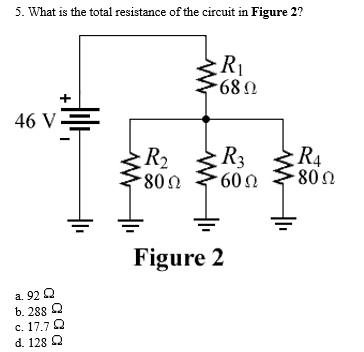 5. What is the total resistance of the circuit in Figure 2?
R1
68 Ω
+
46 V
−
R2
80 Ω
R3
60 Ω
R4
80 Ω
Figure 2
a. 92 Ω
b. 288 Ω
c. 17.7 Ω
d. 128 Ω